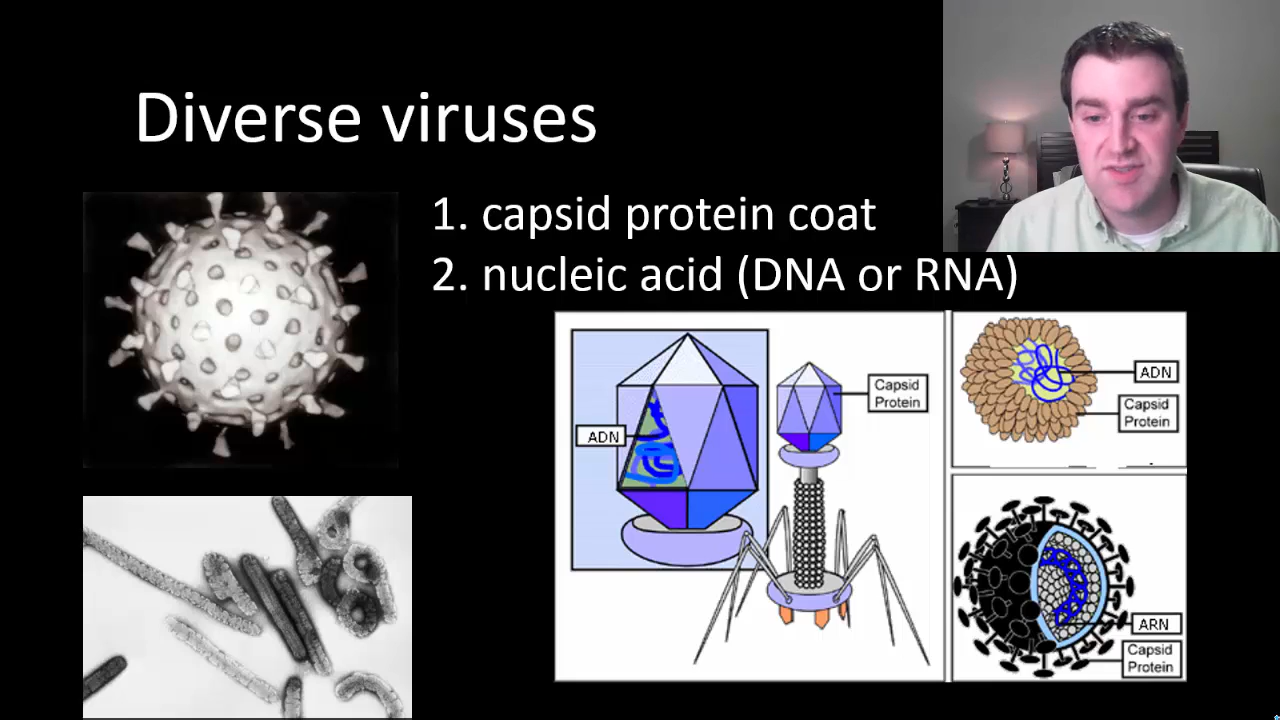 Diverse viruses
1. capsid protein coat
2. nucleic acid (DNA or RNA)
ADN
Capsid
Protein
ADN
Capsid
Protein
ARN
Capsid
Protein